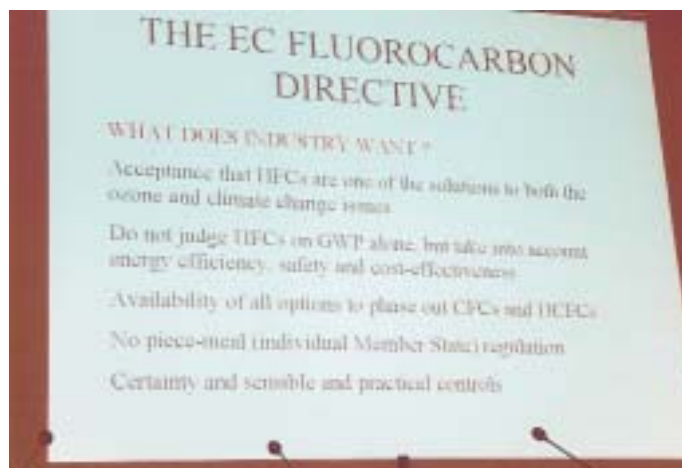 THE EC FLUOROCARBON
DIRECTIVE
WHAT DOES INDUSTRY WANT ?
Acceptance that HFCs are one of the solutions to both the
ozone and climate change issues
Do not judge HFCs on GWP alone, but take into account
energy efficiency, safety and cost-effectiveness
Availability of all options to phase out CFCs and HCFCs
No piece-meal (individual Member State) regulation
Certainty and sensible and practical controls